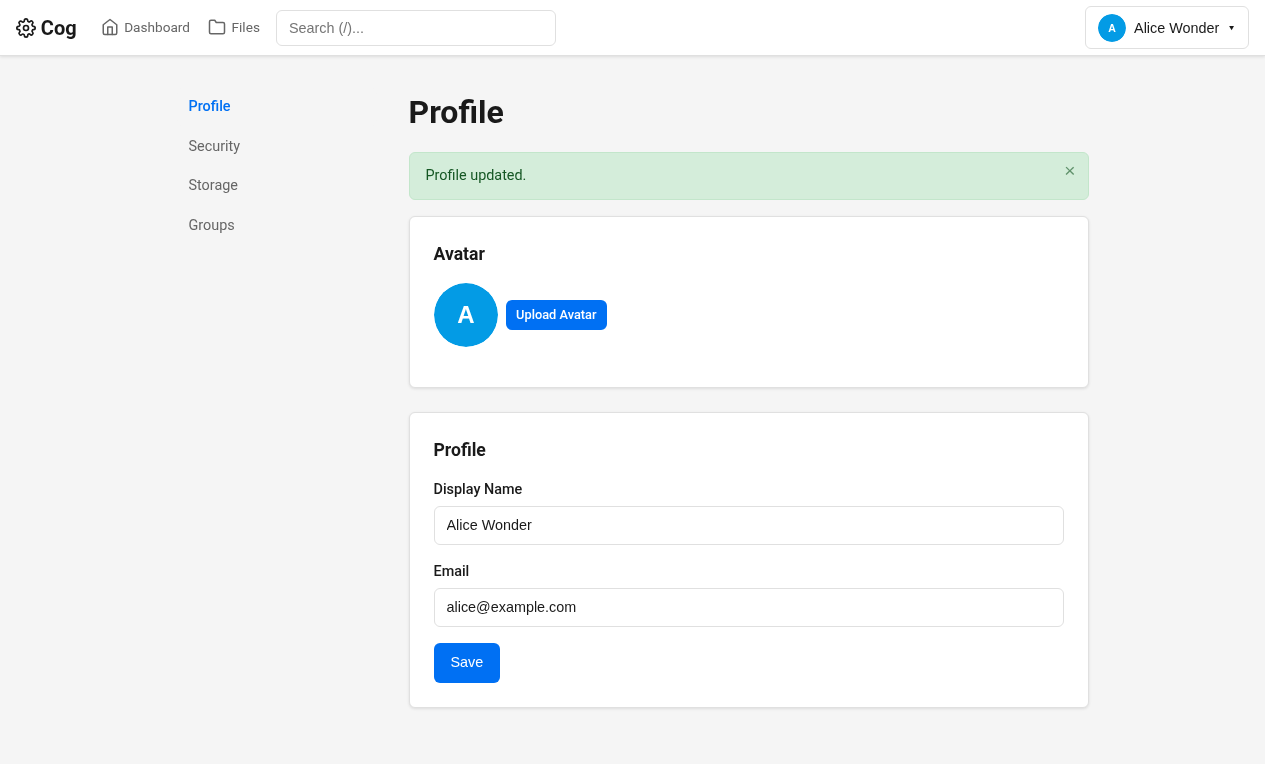 Cog
Dashboard
Files
Search (/)...
A
Alice Wonder
Profile
Security
Storage
Groups
Profile
Profile updated.
Avatar
A
Upload Avatar
Profile
Display Name
Alice Wonder
Email
alice@example.com
Save